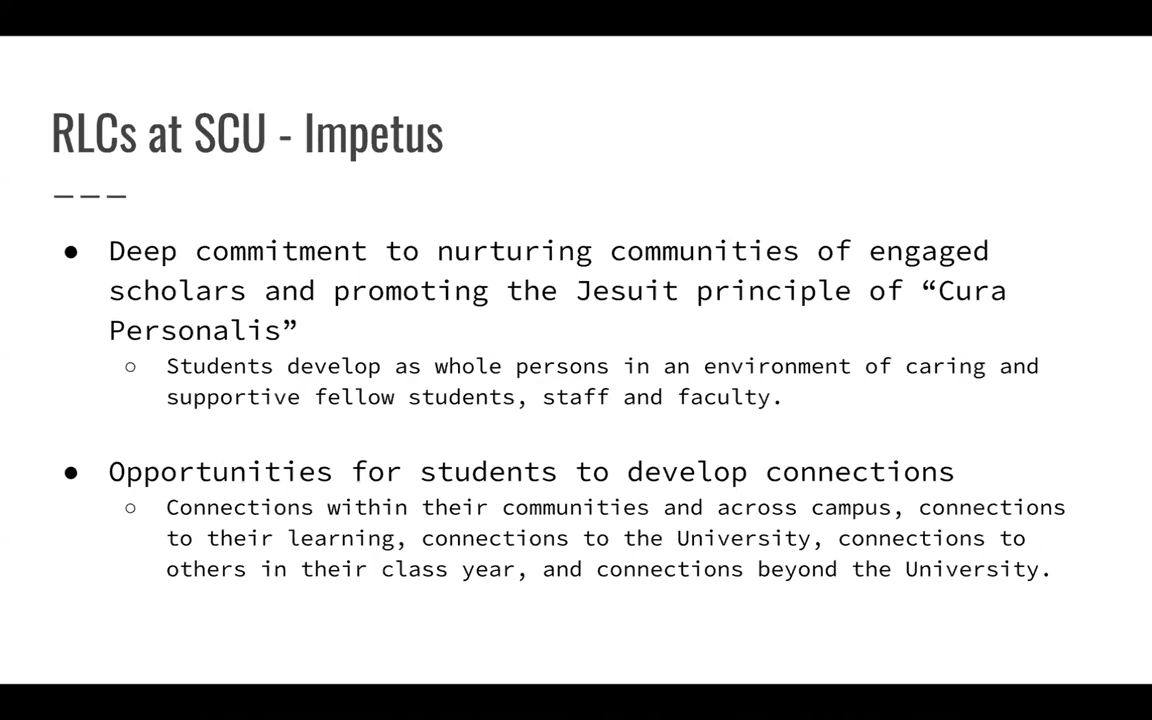 RLCs at SCU - Impetus
___
● Deep commitment to nurturing communities of engaged
scholars and promoting the Jesuit principle of “Cura
Personalis”
○ Students develop as whole persons in an environment of caring and
supportive fellow students, staff and faculty.
● Opportunities for students to develop connections
○ Connections within their communities and across campus, connections
to their learning, connections to the University, connections to
others in their class year, and connections beyond the University.